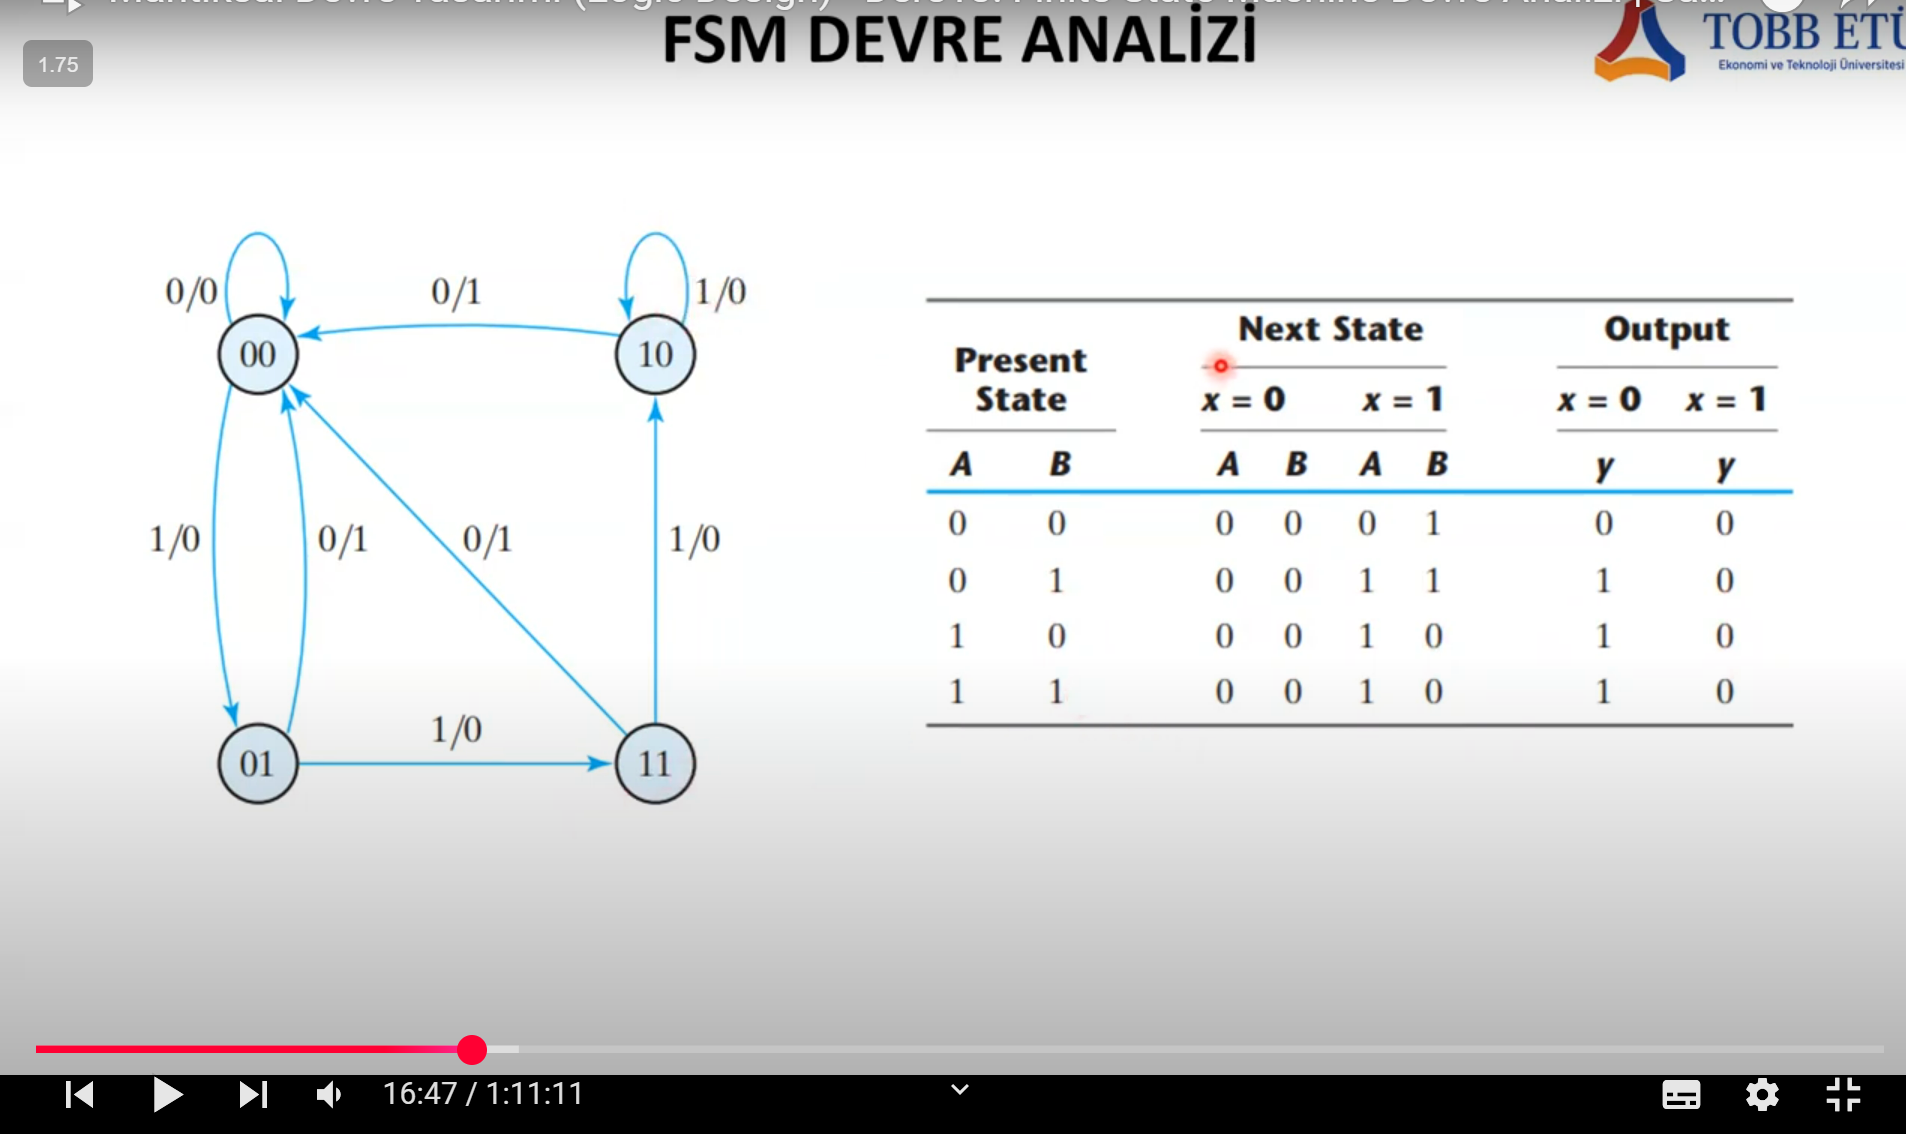 FSM DEVRE ANALİZİ
TOBB ETÜ
Ekonomi ve Teknoloji Üniversitesi
1.75
0/0
0/1
1/0
00
10
1/0
0/1
0/1
1/0
1/0
01
11
Next State Output
Present State
x = 0 x = 1 x = 0 x = 1
A B A B A B y y
0 0 0 0 0 1 0 0
0 1 0 0 1 1 1 0
1 0 0 0 1 0 1 0
1 1 0 0 1 0 1 0
16:47 / 1:11:11